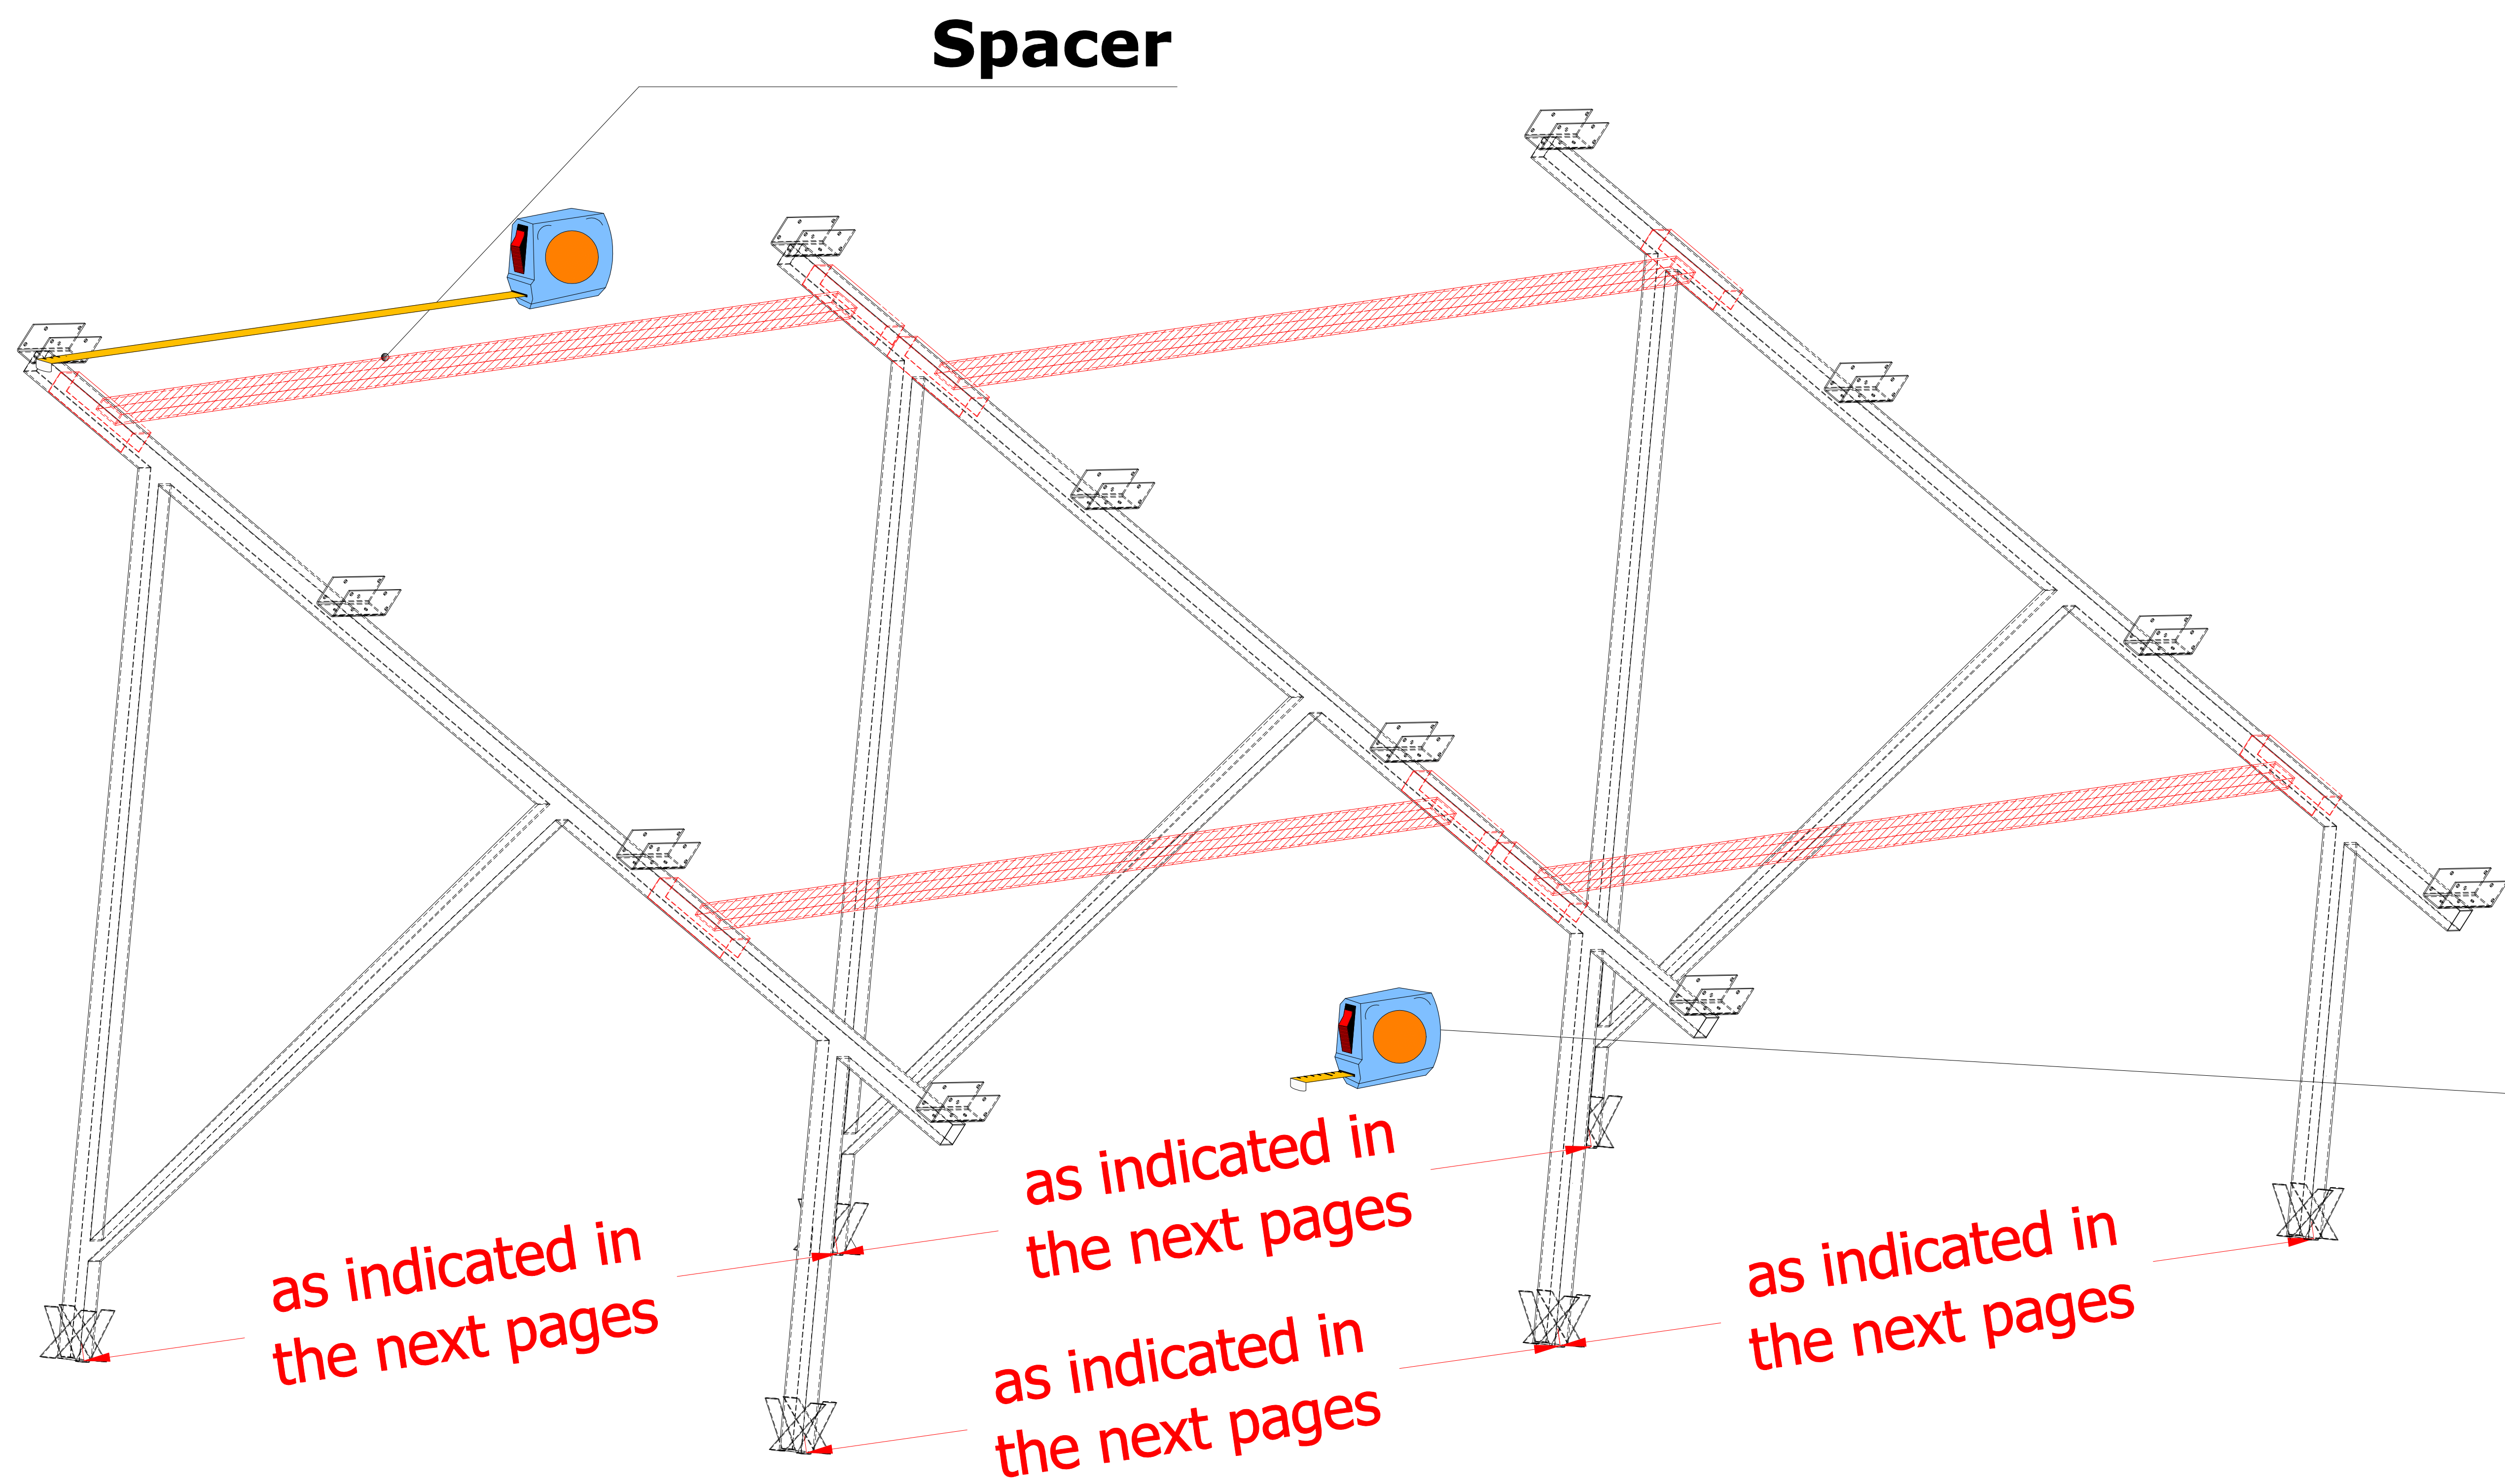 Spacer
as indicated in
the next pages
as indicated in
the next pages
as indicated in
the next pages
as indicated in
the next pages